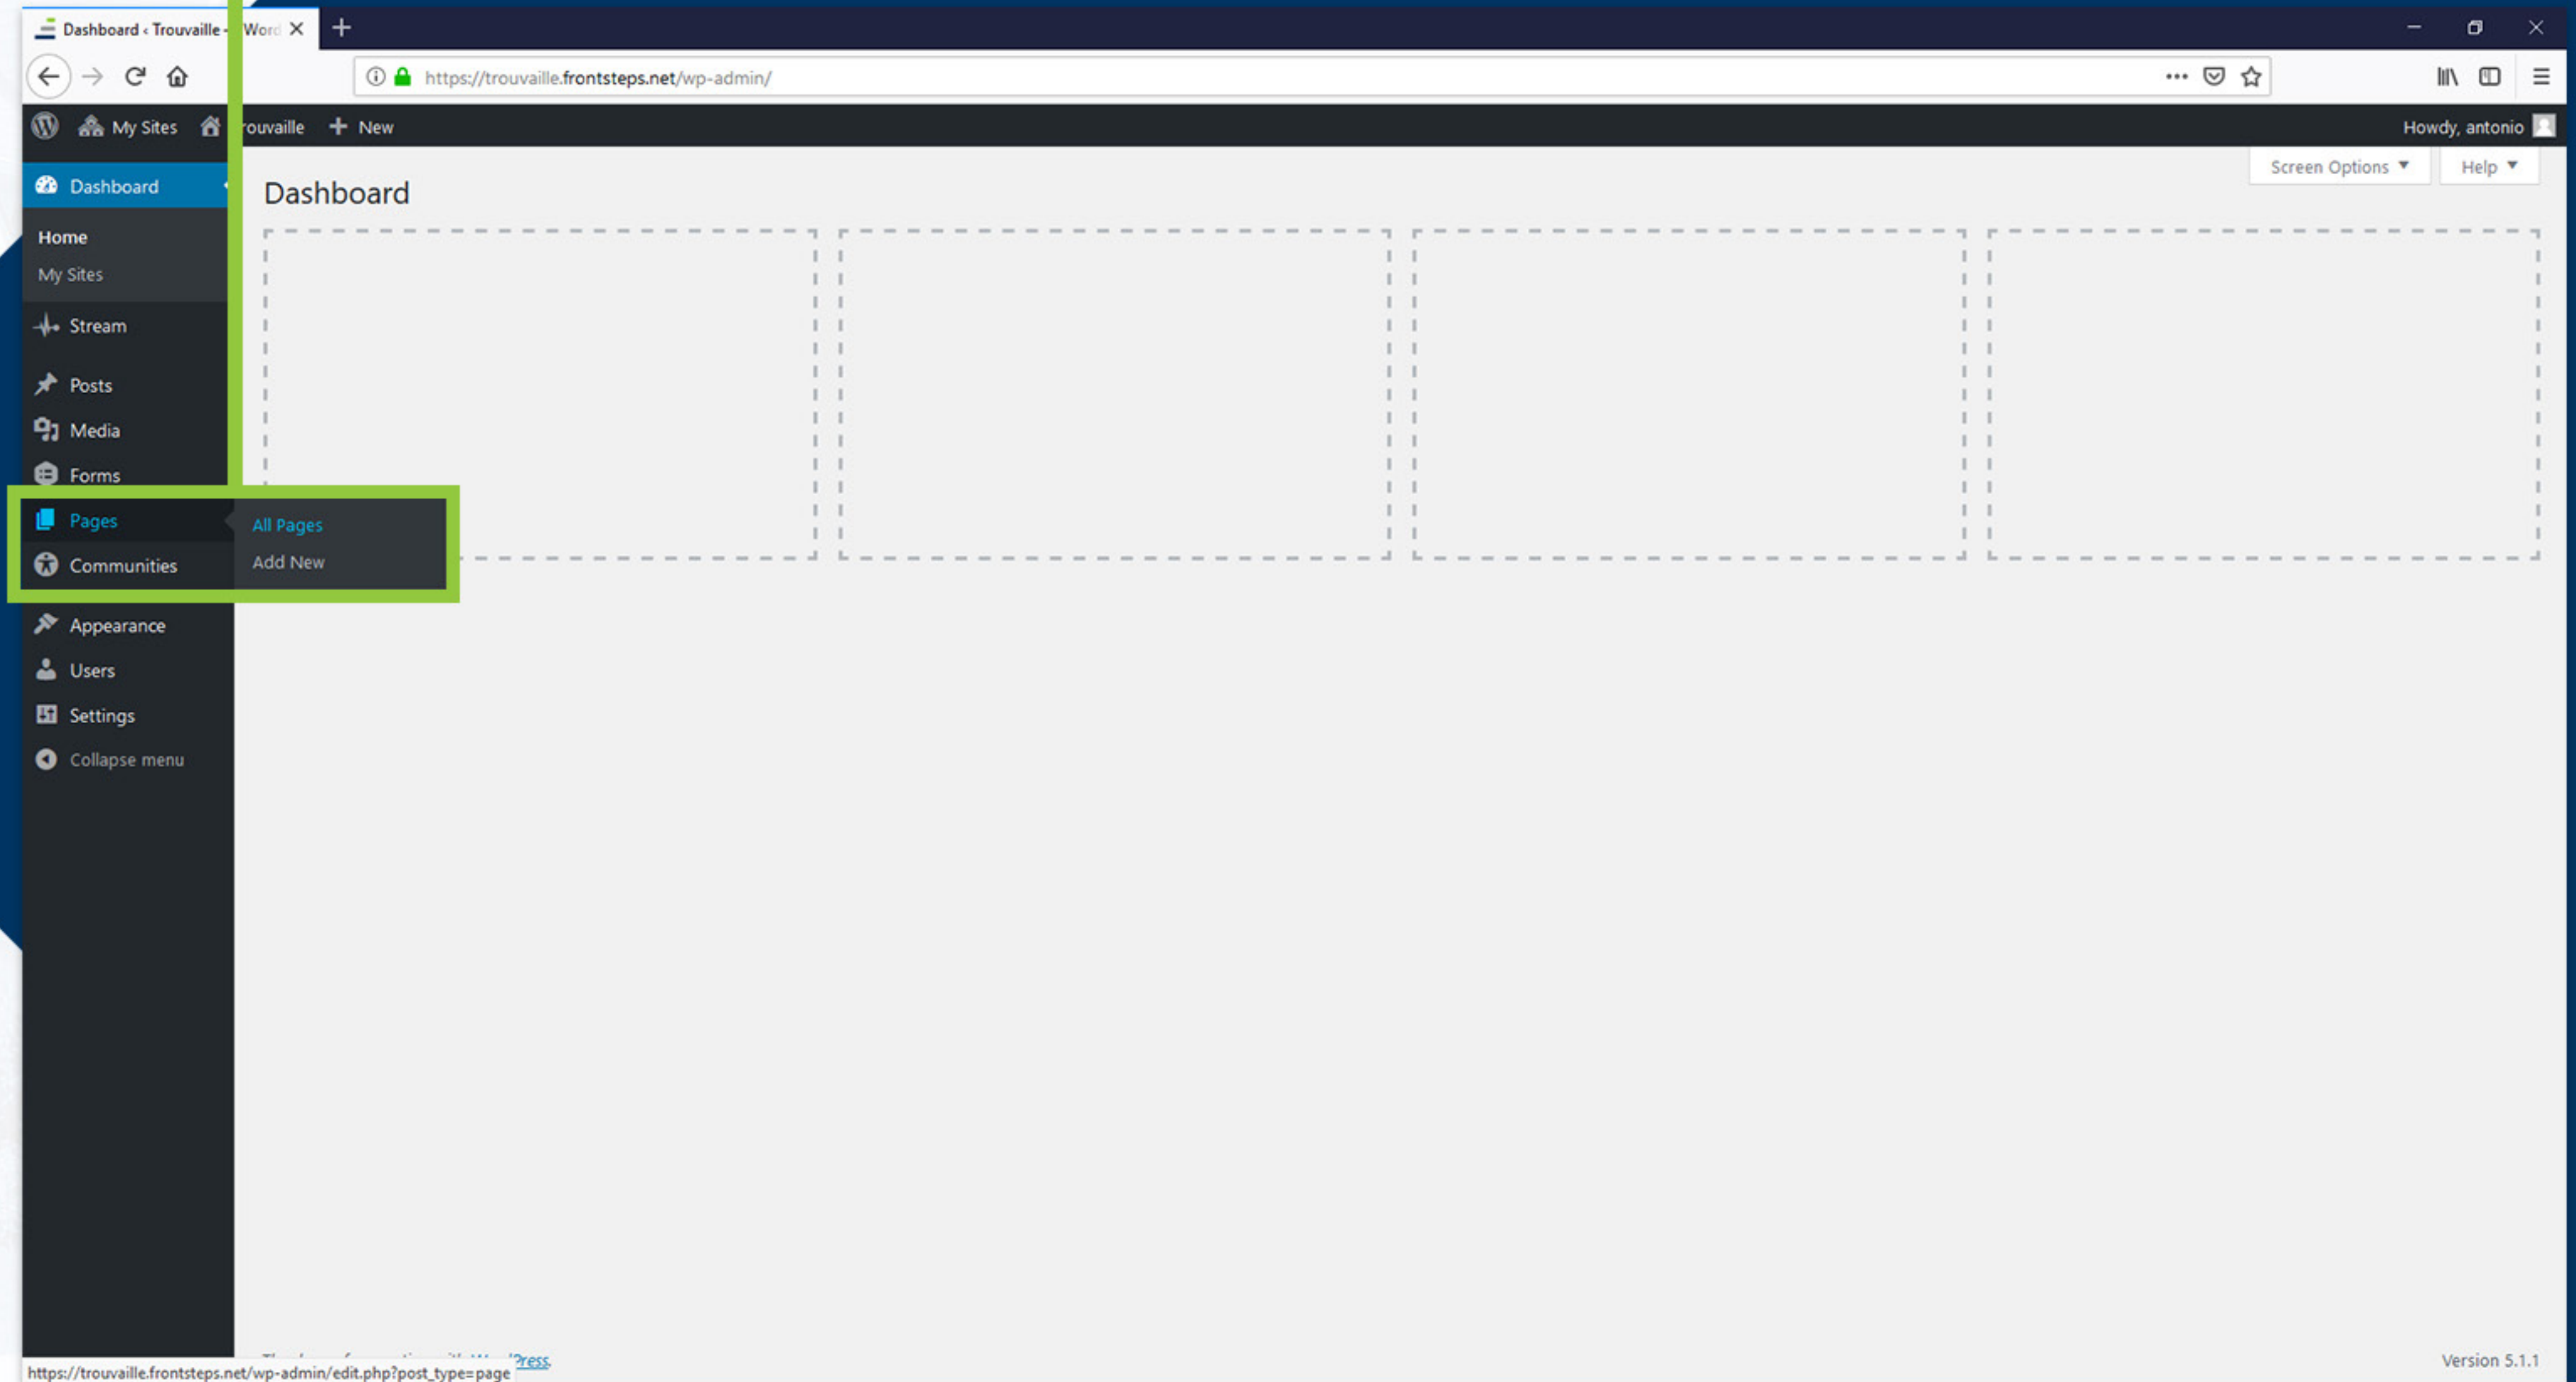 Dashboard ‹ Trouvaille - Word
https://trouvaille.frontsteps.net/wp-admin/
My Sites rouvaille + New Howdy, antonio
Screen Options ▼ Help ▼
Dashboard
Dashboard
Home
My Sites
Stream
Posts
Media
Forms
Pages
All Pages
Add New
Communities
Appearance
Users
Settings
Collapse menu
Press.
https://trouvaille.frontsteps.net/wp-admin/edit.php?post_type=page
Version 5.1.1